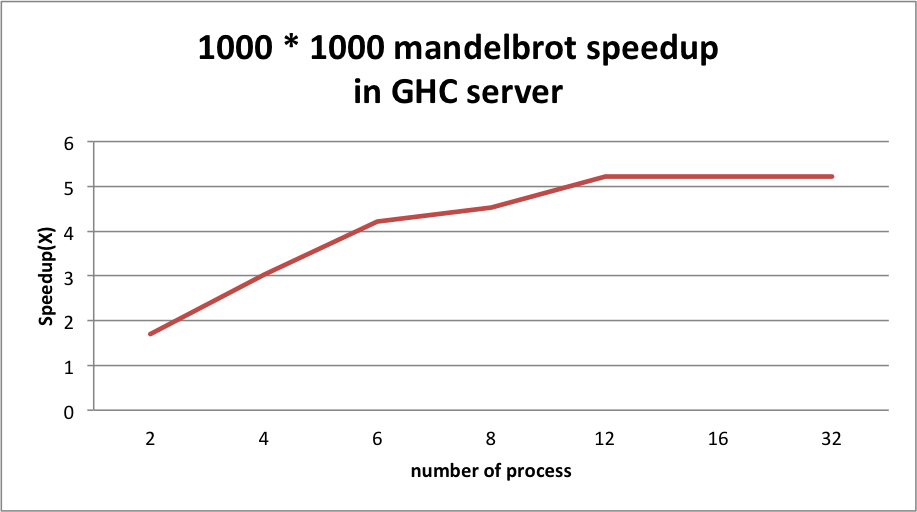 1000 * 1000 mandelbrot speedup
in GHC server
6
5
4
3
2
1
0
Speedup(X)
2 4 6 8 12 16 32
number of process